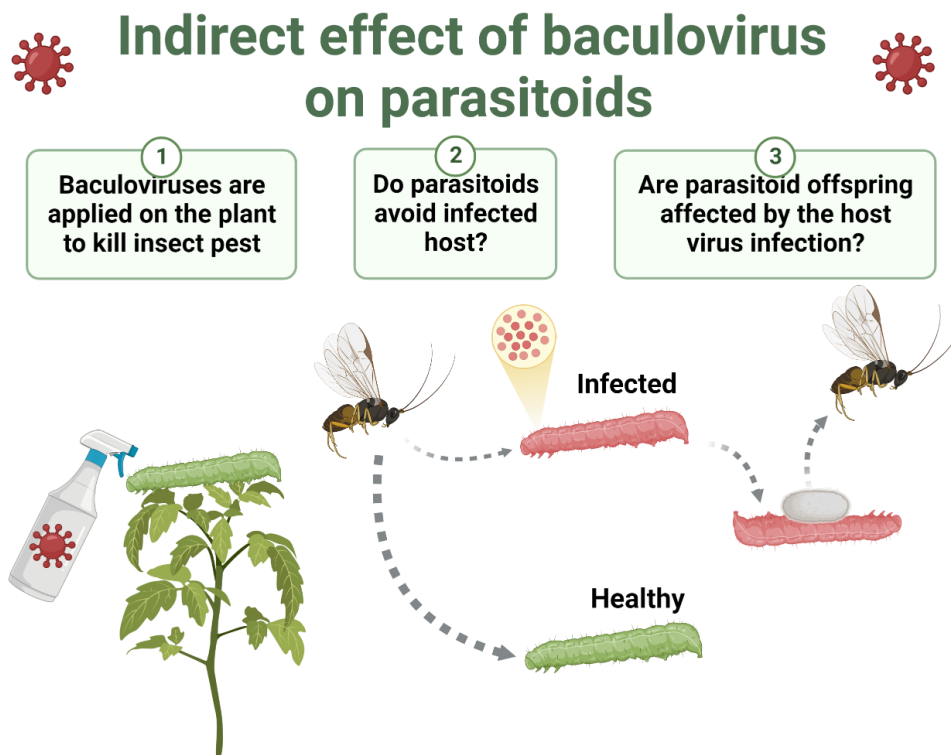 Indirect effect of baculovirus
on parasitoids
1
Baculoviruses are
applied on the plant
to kill insect pest
2
Do parasitoids
avoid infected
host?
3
Are parasitoid offspring
affected by the host
virus infection?
Infected
Healthy